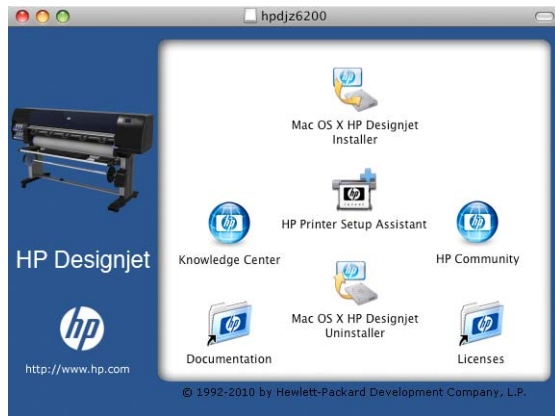 hpdjz6200
Mac OS X HP Designjet
Installer
HP Printer Setup Assistant
Knowledge Center
HP Community
Mac OS X HP Designjet
Uninstaller
Documentation
Licenses
HP Designjet
hp
http://www.hp.com
© 1992-2010 by Hewlett-Packard Development Company, L.P.